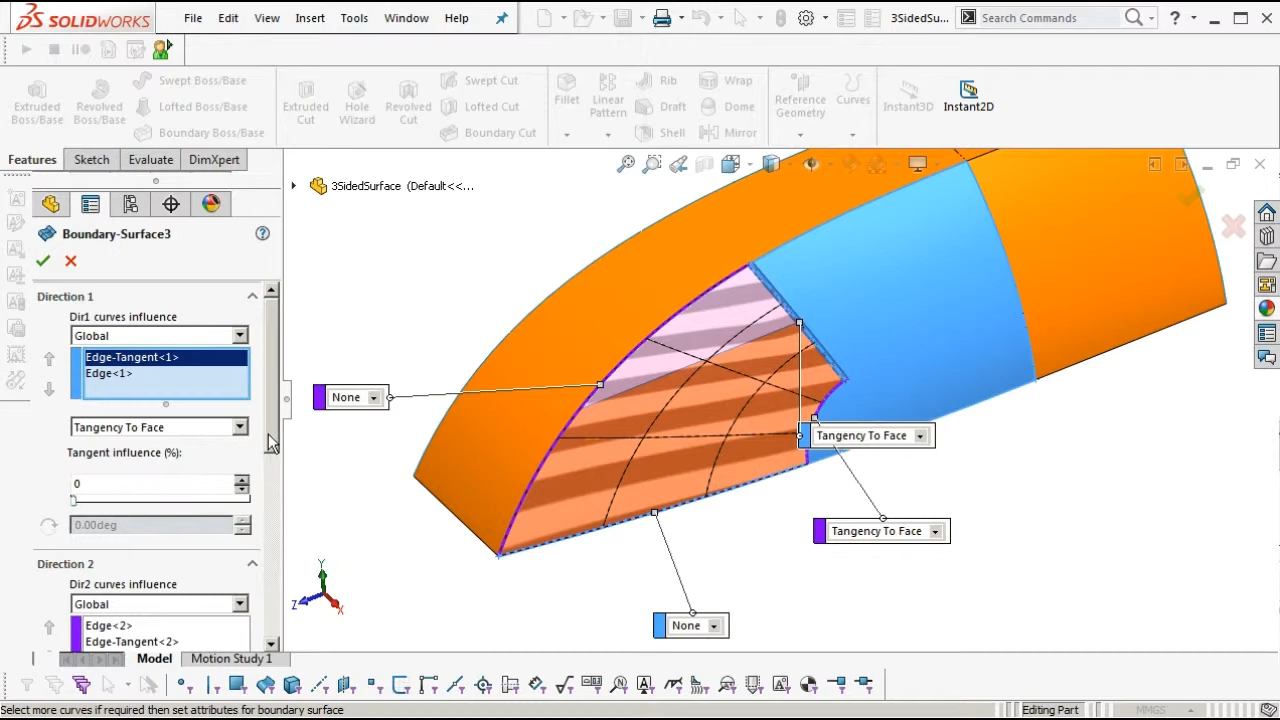 SOLIDWORKS File Edit View Insert Tools Window Help 3SidedSu... Search Commands ?
Extruded Boss/Base
Revolved Boss/Base
Swept Boss/Base
Lofted Boss/Base
Boundary Boss/Base
Extruded Cut
Hole Wizard
Revolved Cut
Swept Cut
Lofted Cut
Boundary Cut
Fillet
Linear Pattern
Rib
Draft
Shell
Wrap
Dome
Mirror
Reference Geometry
Curves
Instant3D
Instant2D
Features Sketch Evaluate DimXpert
3SidedSurface (Default<<...
Boundary-Surface3
Direction 1
Dir1 curves influence
Global
Edge-Tangent<1>
Edge<1>
Tangency To Face
Tangent influence (%):
0
0.00deg
Direction 2
Dir2 curves influence
Global
Edge<2>
Edge-Tangent<2>
None
Tangency To Face
Tangency To Face
None
Y
Z
X
Model Motion Study 1
Select more curves if required then set attributes for boundary surface Editing Part MMGS